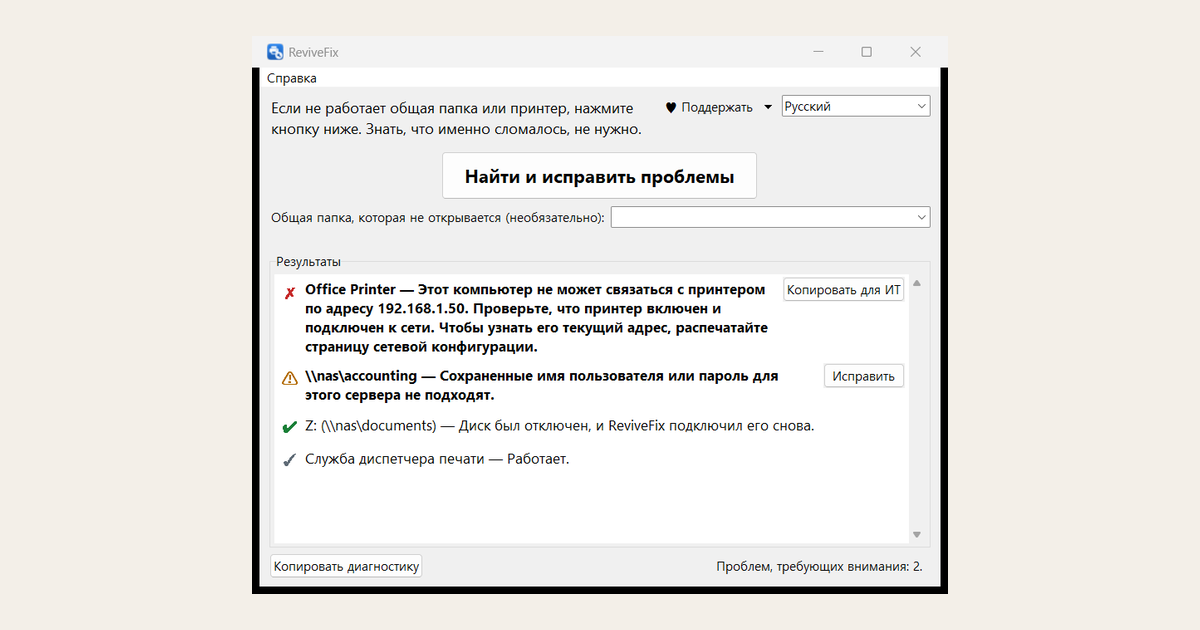 ReviveFix
Справка
Если не работает общая папка или принтер, нажмите
кнопку ниже. Знать, что именно сломалось, не нужно.
♥ Поддержать
Русский
Найти и исправить проблемы
Общая папка, которая не открывается (необязательно):
Результаты
Office Printer — Этот компьютер не может связаться с принтером
по адресу 192.168.1.50. Проверьте, что принтер включен и
подключен к сети. Чтобы узнать его текущий адрес, распечатайте
страницу сетевой конфигурации.
Копировать для ИТ
\\nas\accounting — Сохраненные имя пользователя или пароль для
этого сервера не подходят.
Исправить
Z: (\\nas\documents) — Диск был отключен, и ReviveFix подключил его снова.
Служба диспетчера печати — Работает.
Копировать диагностику
Проблем, требующих внимания: 2.